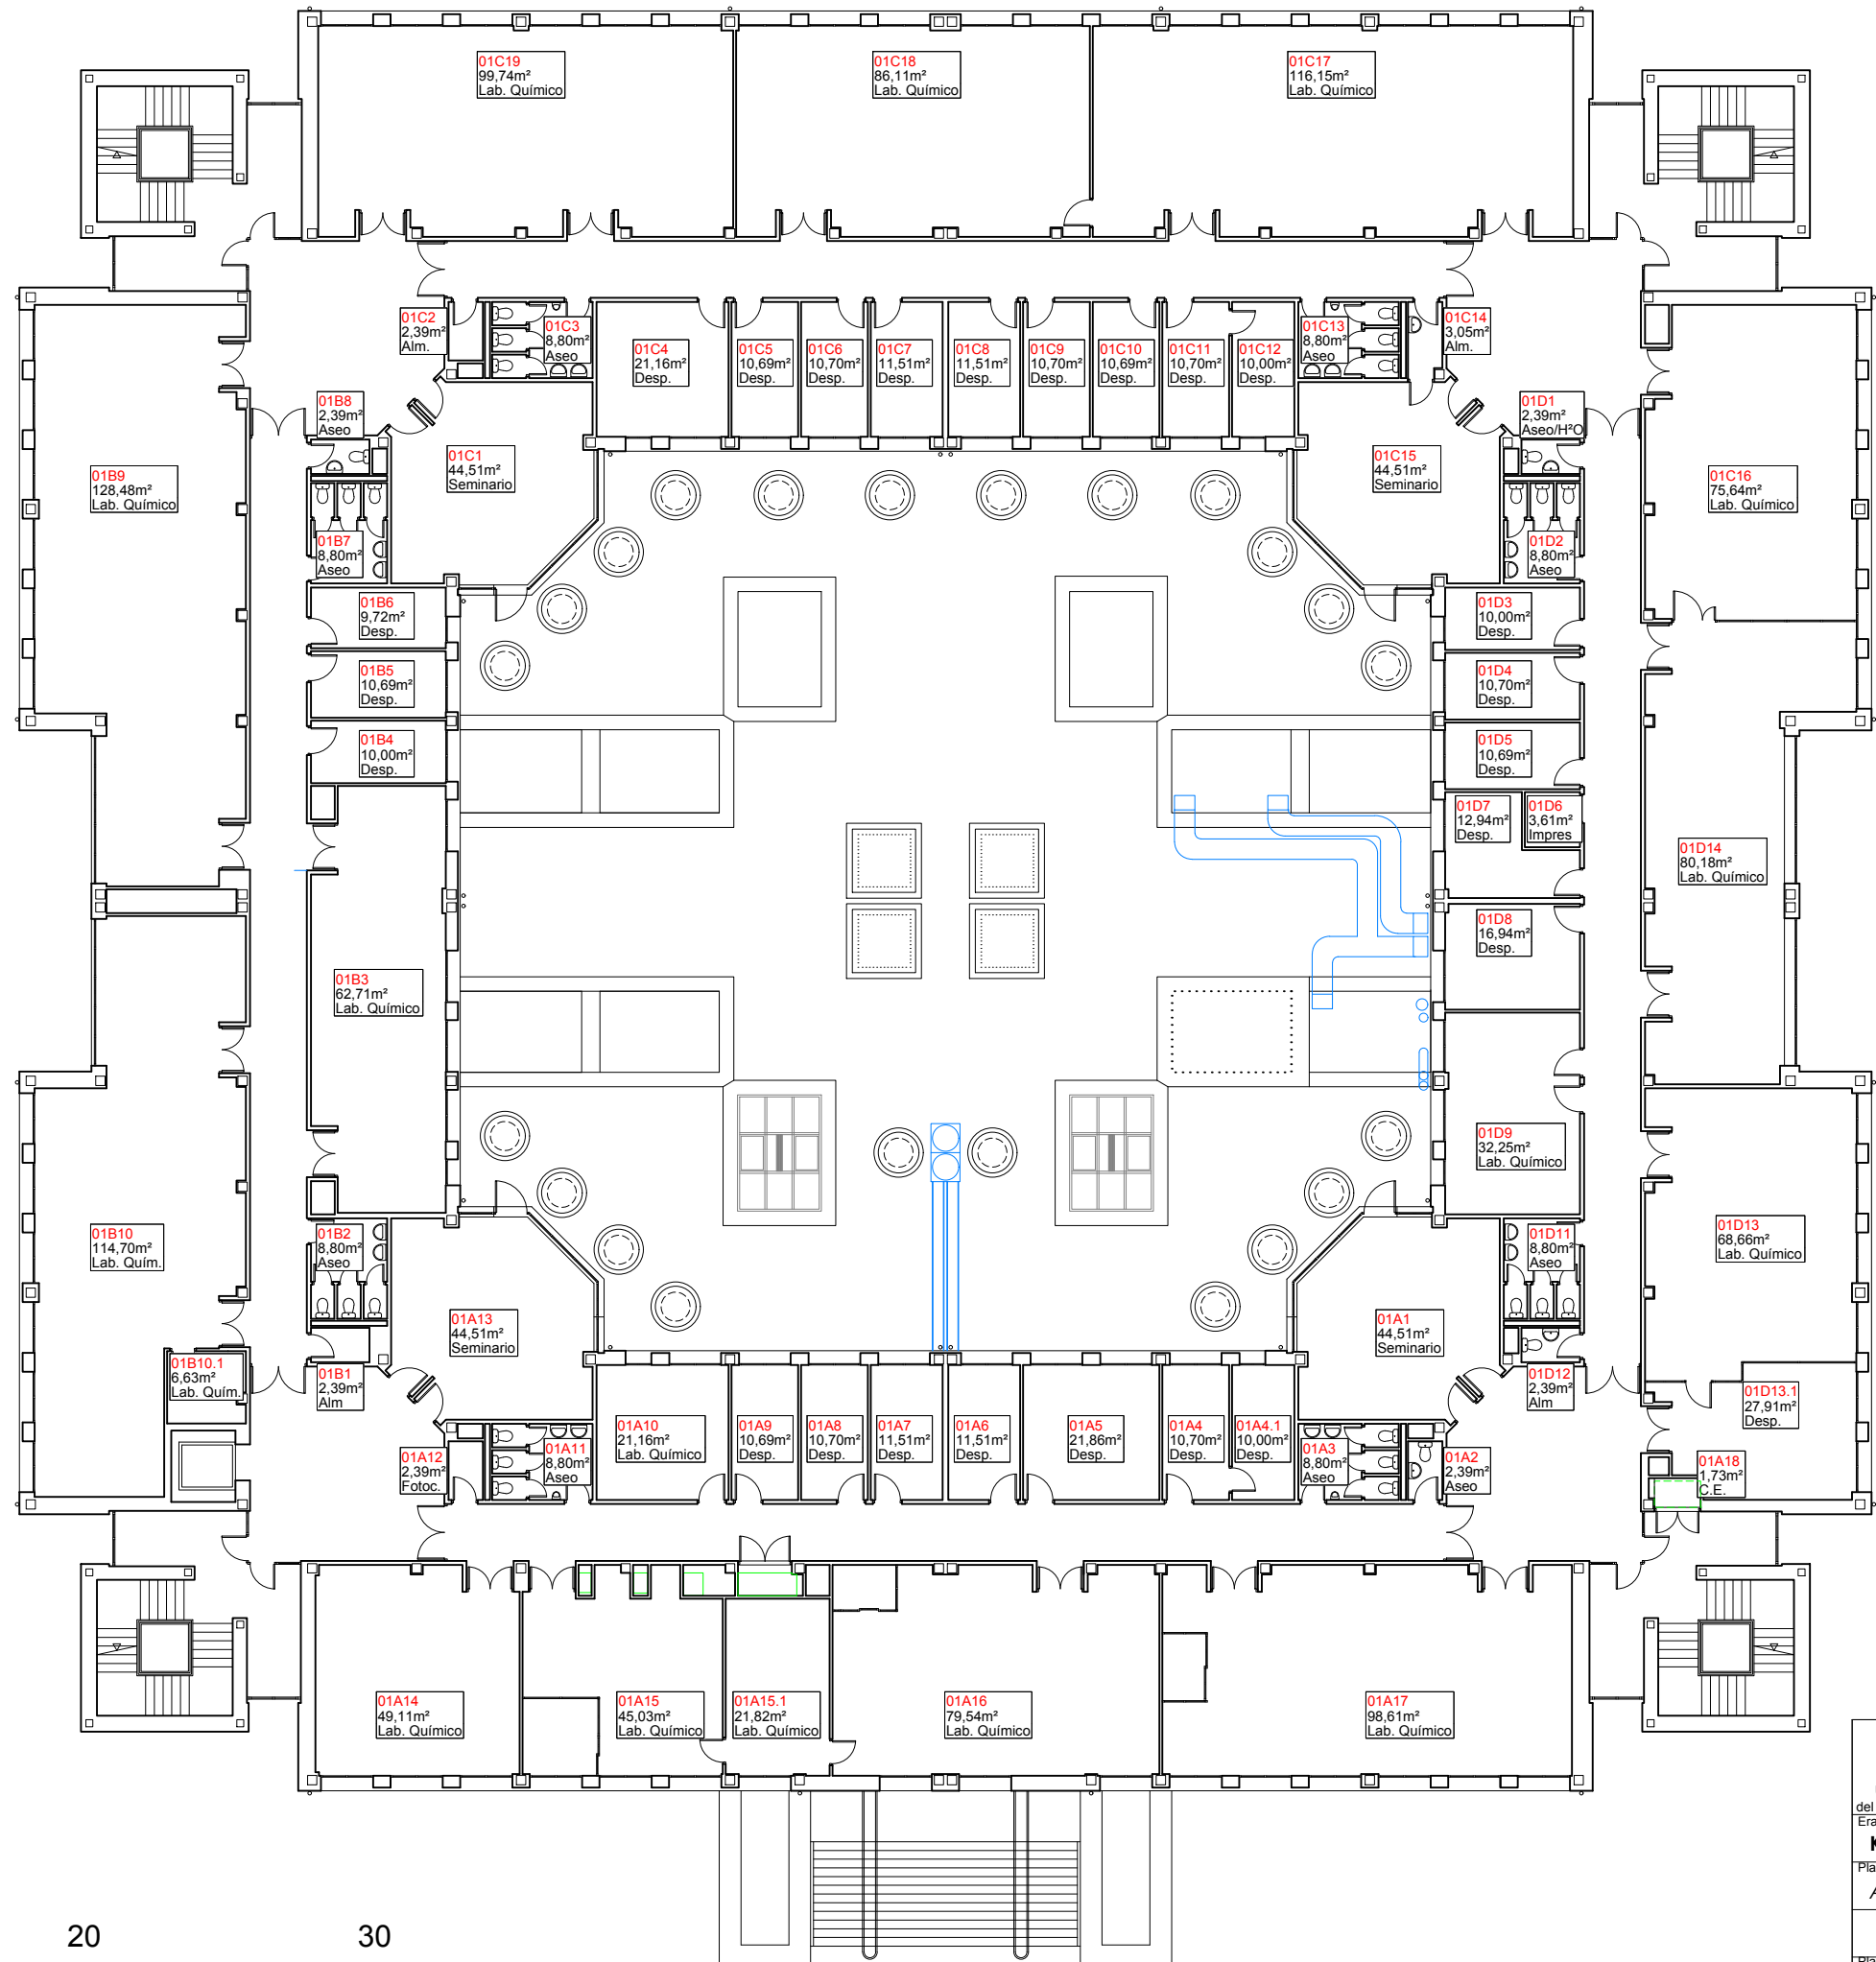 01C19
99,74m²
Lab. Químico
01C18
86,11m²
Lab. Químico
01C17
116,15m²
Lab. Químico
01C2
2,39m²
Alm.
01C3
8,80m²
Aseo
01C4
21,16m²
Desp.
01C5
10,69m²
Desp.
01C6
10,70m²
Desp.
01C7
11,51m²
Desp.
01C8
11,51m²
Desp.
01C9
10,70m²
Desp.
01C10
10,69m²
Desp.
01C11
10,70m²
Desp.
01C12
10,00m²
Desp.
01C13
8,80m²
Aseo
01C14
3,05m²
Alm.
01B8
2,39m²
Aseo
01D1
2,39m²
Aseo/H²O
01B9
128,48m²
Lab. Químico
01C1
44,51m²
Seminario
01C15
44,51m²
Seminario
01C16
75,64m²
Lab. Químico
01B7
8,80m²
Aseo
01D2
8,80m²
Aseo
01B6
9,72m²
Desp.
01D3
10,00m²
Desp.
01B5
10,69m²
Desp.
01D4
10,70m²
Desp.
01B4
10,00m²
Desp.
01D5
10,69m²
Desp.
01D7
12,94m²
Desp.
01D6
3,61m²
Impres
01D14
80,18m²
Lab. Químico
01D8
16,94m²
Desp.
01B3
62,71m²
Lab. Químico
01D9
32,25m²
Lab. Químico
01B10
114,70m²
Lab. Quím.
01B2
8,80m²
Aseo
01D11
8,80m²
Aseo
01D13
68,66m²
Lab. Químico
01A13
44,51m²
Seminario
01A1
44,51m²
Seminario
01B10.1
6,63m²
Lab. Quím.
01B1
2,39m²
Alm
01D12
2,39m²
Alm
01D13.1
27,91m²
Desp.
01A12
2,39m²
Fotoc.
01A11
8,80m²
Aseo
01A10
21,16m²
Lab. Químico
01A9
10,69m²
Desp.
01A8
10,70m²
Desp.
01A7
11,51m²
Desp.
01A6
11,51m²
Desp.
01A5
21,86m²
Desp.
01A4
10,70m²
Desp.
01A4.1
10,00m²
Desp.
01A3
8,80m²
Aseo
01A2
2,39m²
Aseo
01A18
1,73m²
C.E.
01A14
49,11m²
Lab. Químico
01A15
45,03m²
Lab. Químico
01A15.1
21,82m²
Lab. Químico
01A16
79,54m²
Lab. Químico
01A17
98,61m²
Lab. Químico
del
20
30